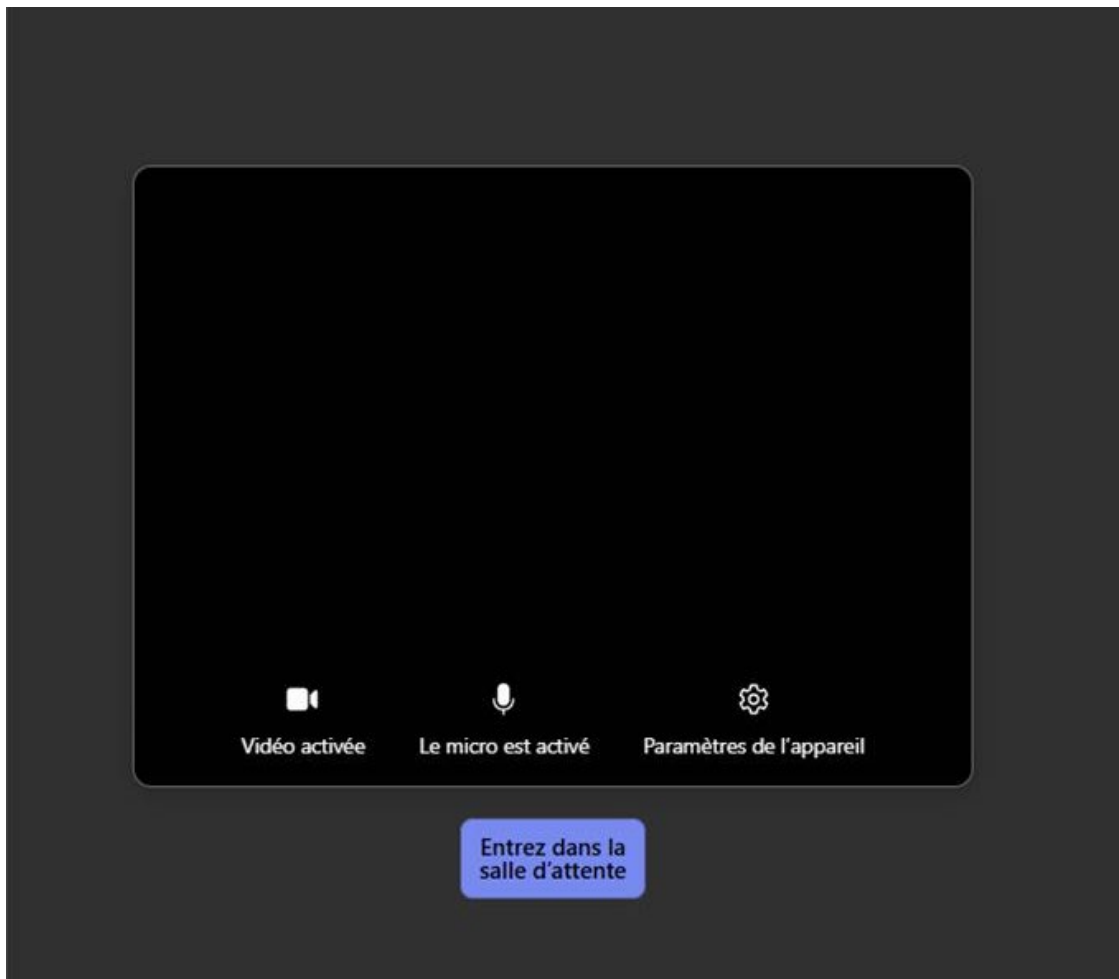 Vidéo activée
Le micro est activé
Paramètres de l'appareil
Entrez dans la
salle d'attente